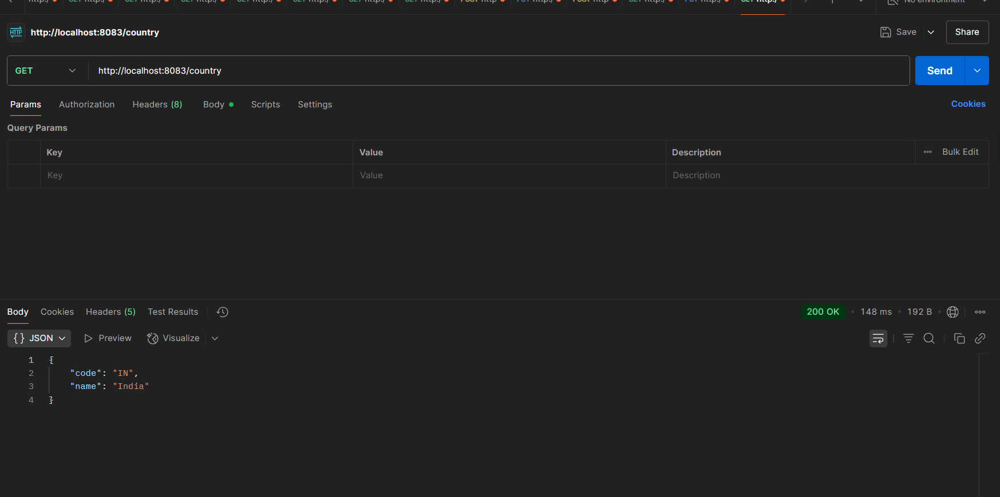 http://localhost:8083/country
Save
Share
GET
http://localhost:8083/country
Send
Params
Authorization
Headers (8)
Body
Scripts
Settings
Cookies
Query Params
Key
Value
Description
Bulk Edit
Key
Value
Description
Body
Cookies
Headers (5)
Test Results
200 OK
148 ms
192 B
{} JSON
Preview
Visualize
1 {
2 "code": "IN",
3 "name": "India"
4 }